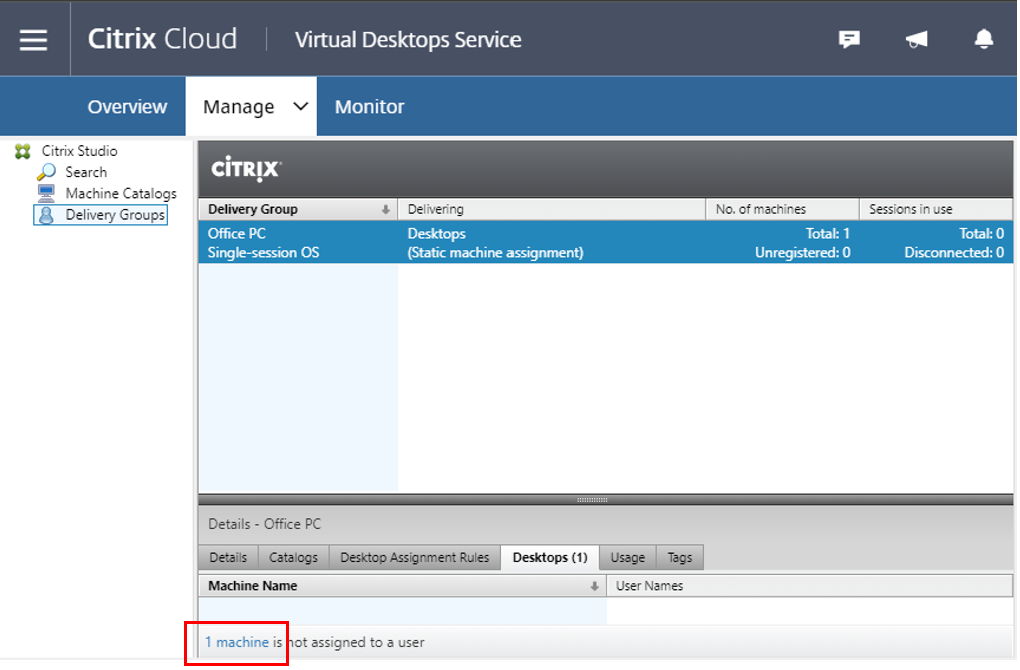 Citrix Cloud
Virtual Desktops Service
Overview
Manage
Monitor
Citrix Studio
Search
Machine Catalogs
Delivery Groups
CİTRIX
Delivery Group
Delivering
No. of machines
Sessions in use
Office PC
Desktops
Total: 1
Total: 0
Single-session OS
(Static machine assignment)
Unregistered: 0
Disconnected: 0
Details - Office PC
Details
Catalogs
Desktop Assignment Rules
Desktops (1)
Usage
Tags
Machine Name
User Names
1 machine is not assigned to a user